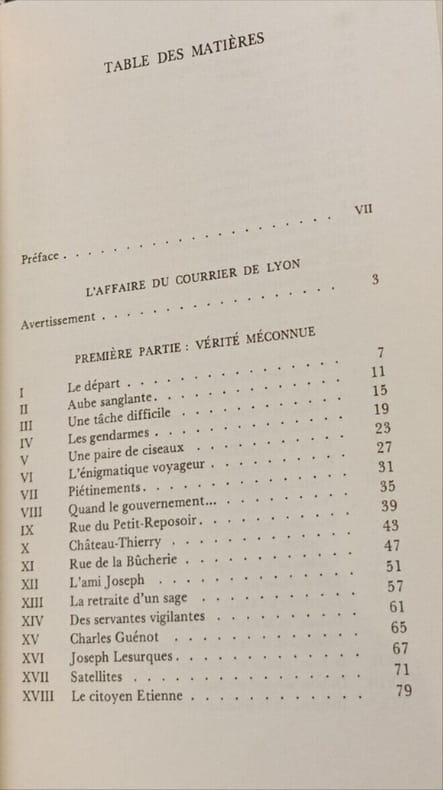 TABLE DES MATIÈRES
Préface . . . . . . . . . . . . . . . . . . . . VII
L'AFFAIRE DU COURRIER DE LYON
Avertissement . . . . . . . . . . . . . . . . . 3
PREMIÈRE PARTIE : VÉRITÉ MÉCONNUE
I Le départ . . . . . . . . . . . . . 7
II Aube sanglante . . . . . . . . . . . . 11
III Une tâche difficile . . . . . . . . . . . 15
IV Les gendarmes . . . . . . . . . . . . 19
V Une paire de ciseaux . . . . . . . . . . 23
VI L'énigmatique voyageur . . . . . . . . . 27
VII Piétinements . . . . . . . . . . . . . 31
VIII Quand le gouvernement... . . . . . . . . . 35
IX Rue du Petit-Reposoir . . . . . . . . . . 39
X Château-Thierry . . . . . . . . . . . 43
XI Rue de la Bûcherie . . . . . . . . . . . 47
XII L'ami Joseph . . . . . . . . . . . . 51
XIII La retraite d'un sage . . . . . . . . . . 57
XIV Des servantes vigilantes . . . . . . . . . 61
XV Charles Guénot . . . . . . . . . . . 65
XVI Joseph Lesurques . . . . . . . . . . . 67
XVII Satellites . . . . . . . . . . . . . 71
XVIII Le citoyen Etienne . . . . . . . . . . 79